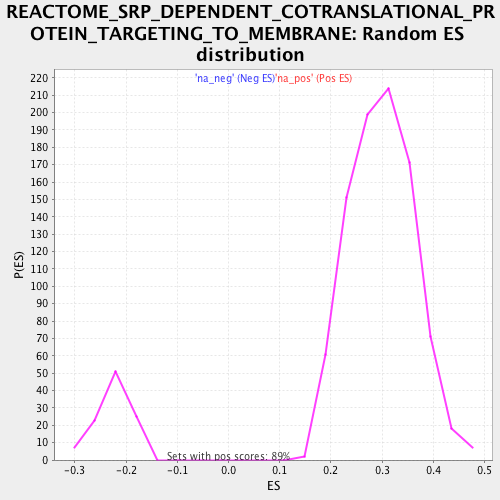 REACTOME_SRP_DEPENDENT_COTRANSLATIONAL_PR
OTEIN_TARGETING_TO_MEMBRANE: Random ES
distribution
'na_neg' (Neg ES)'na_pos' (Pos ES)
220
210
200
190
180
170
160
150
140
130
120
110
100
90
80
70
60
50
40
30
20
10
0
P(ES)
Sets with pos scores: 89%
-0.3 -0.2 -0.1 0.0 0.1 0.2 0.3 0.4 0.5
ES